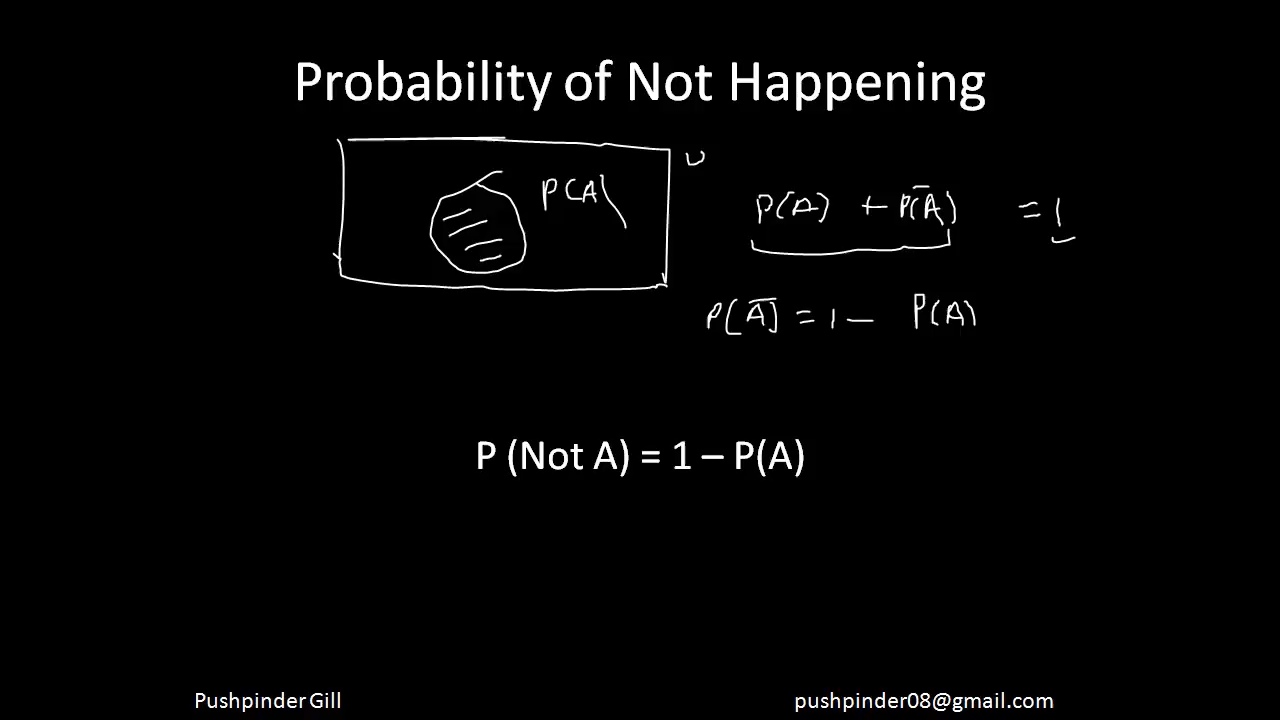 Probability of Not Happening
U
P(A)
P(A) + P(Ā) = 1
P(Ā) = 1 – P(A)
P (Not A) = 1 – P(A)
Pushpinder Gill
pushpinder08@gmail.com